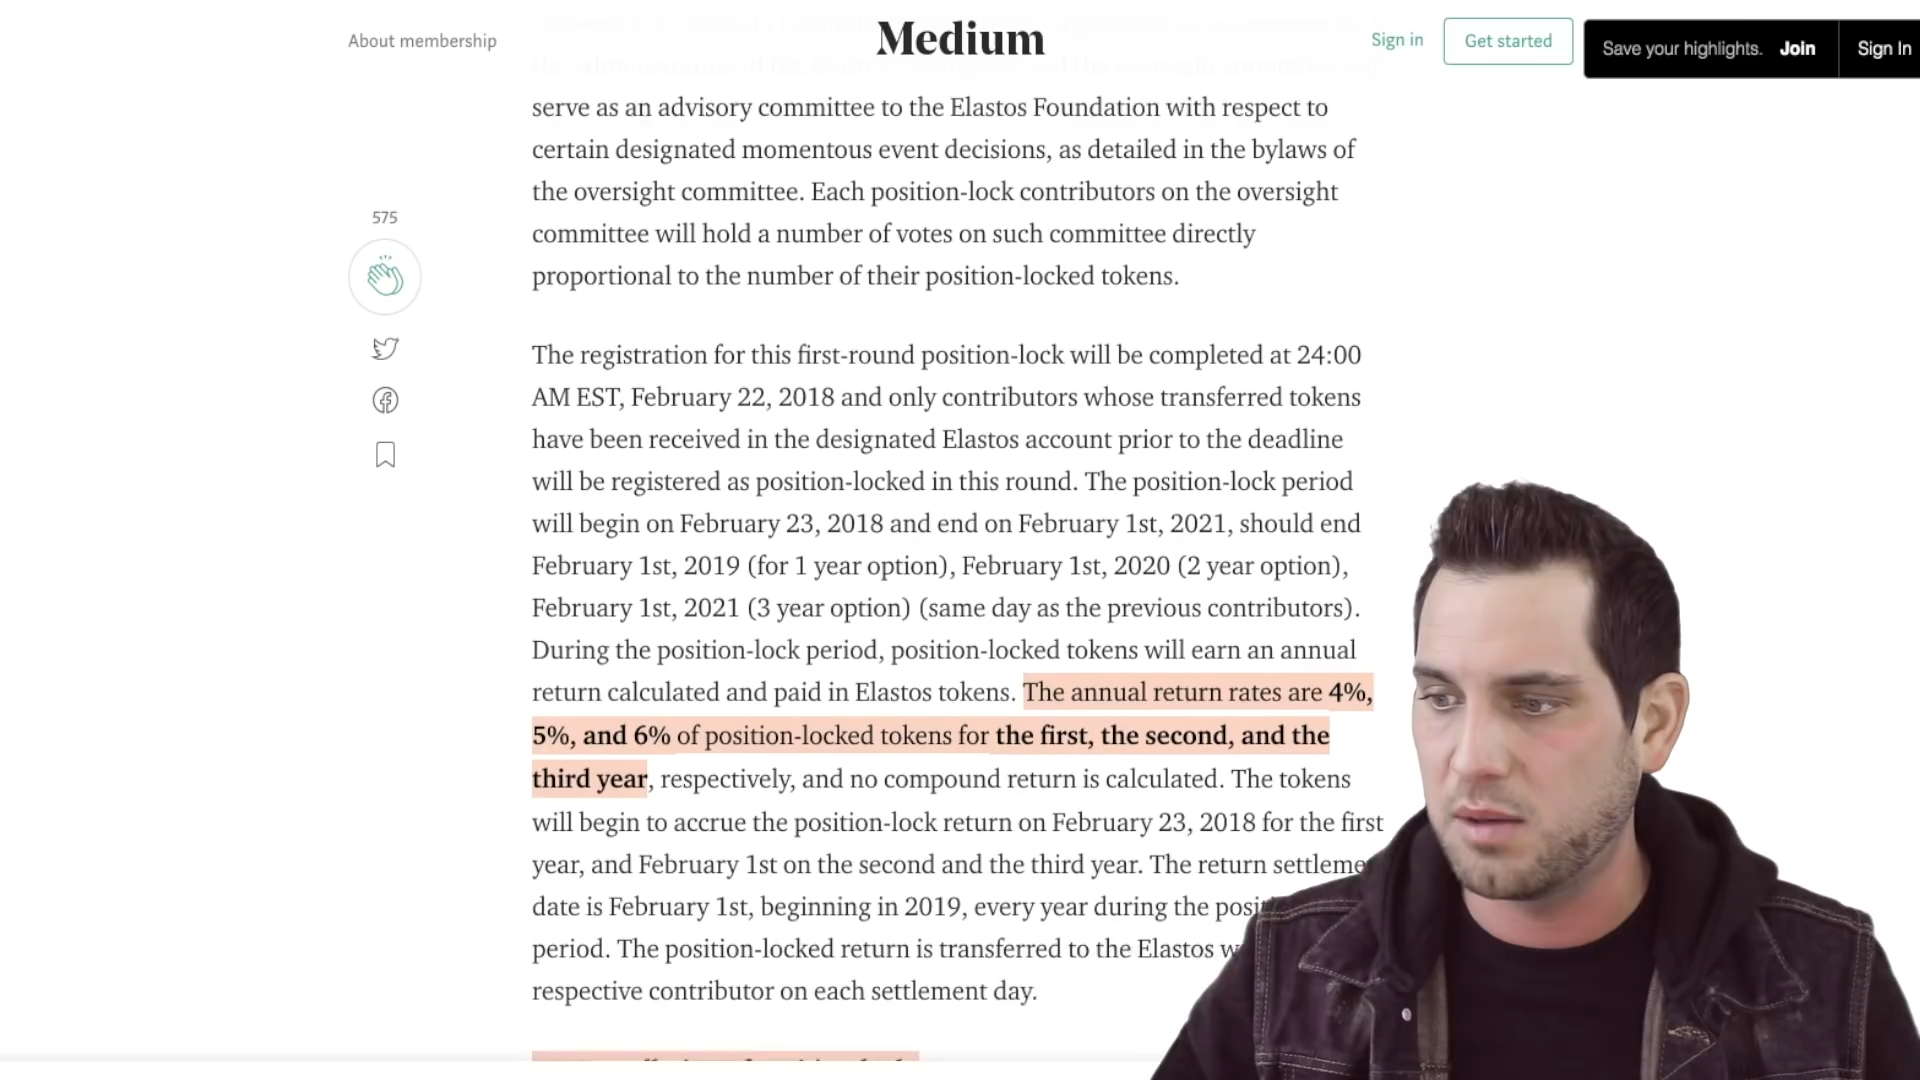 About membership
Medium
Sign in
Get started
Save your highlights. Join
Sign In
serve as an advisory committee to the Elastos Foundation with respect to
certain designated momentous event decisions, as detailed in the bylaws of
the oversight committee. Each position-lock contributors on the oversight
committee will hold a number of votes on such committee directly
proportional to the number of their position-locked tokens.
575
The registration for this first-round position-lock will be completed at 24:00
AM EST, February 22, 2018 and only contributors whose transferred tokens
have been received in the designated Elastos account prior to the deadline
will be registered as position-locked in this round. The position-lock period
will begin on February 23, 2018 and end on February 1st, 2021, should end
February 1st, 2019 (for 1 year option), February 1st, 2020 (2 year option),
February 1st, 2021 (3 year option) (same day as the previous contributors).
During the position-lock period, position-locked tokens will earn an annual
return calculated and paid in Elastos tokens. The annual return rates are 4%,
5%, and 6% of position-locked tokens for the first, the second, and the
third year, respectively, and no compound return is calculated. The tokens
will begin to accrue the position-lock return on February 23, 2018 for the first
year, and February 1st on the second and the third year. The return
date is February 1st, beginning in 2019, every year during the
period. The position-locked return is transferred to the Elastos
respective contributor on each settlement day.